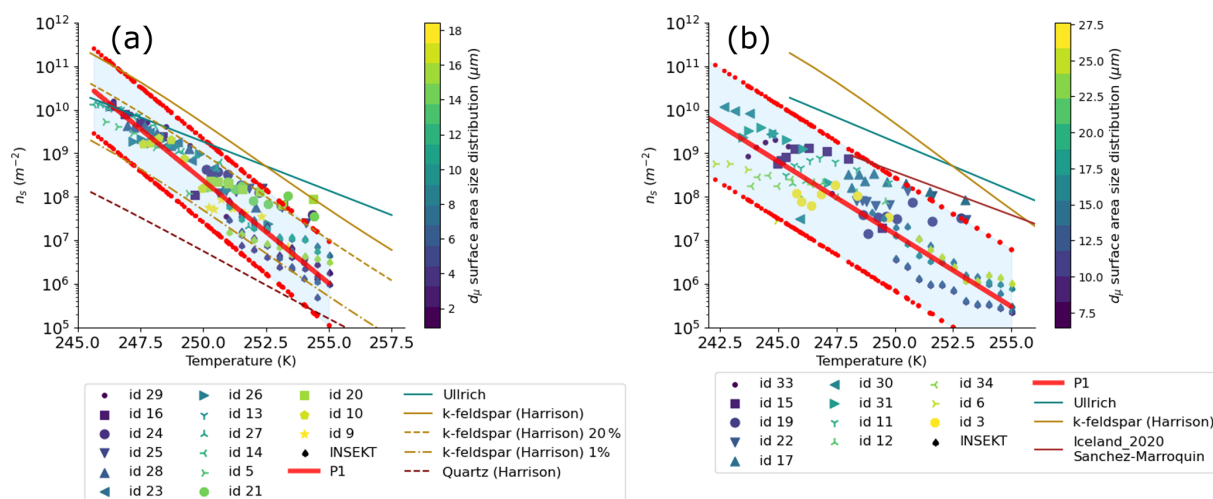 (a)
10¹²
10¹¹
10¹⁰
10⁹
10⁸
10⁷
10⁶
10⁵
nₛ (m⁻²)
245.0 247.5 250.0 252.5 255.0 257.5
Temperature (K)
18
16
14
12
10
8
6
4
2
dμ surface area size distribution (μm)
id 29 id 26 id 20 Ullrich
id 16 id 13 id 10 k-feldspar (Harrison)
id 24 id 27 id 9 k-feldspar (Harrison) 20 %
id 25 id 14 INSEKT k-feldspar (Harrison) 1%
id 28 id 5 P1 Quartz (Harrison)
id 23 id 21
(b)
10¹²
10¹¹
10¹⁰
10⁹
10⁸
10⁷
10⁶
10⁵
nₛ (m⁻²)
242.5 245.0 247.5 250.0 252.5 255.0
Temperature (K)
27.5
25.0
22.5
20.0
17.5
15.0
12.5
10.0
7.5
dμ surface area size distribution (μm)
id 33 id 30 id 34 P1
id 15 id 31 id 6 Ullrich
id 19 id 11 id 3 k-feldspar (Harrison)
id 22 id 12 INSEKT Iceland_2020
Sanchez-Marroquin
id 17